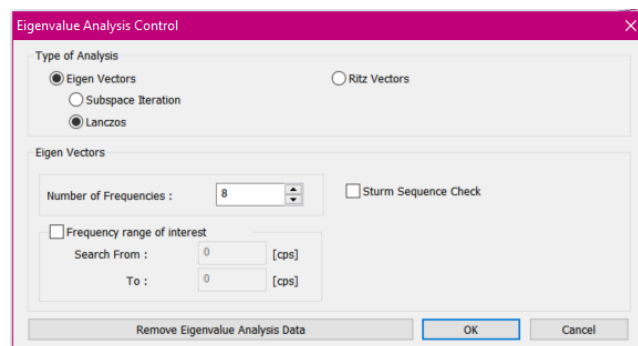 Eigenvalue Analysis Control
Type of Analysis
Eigen Vectors Ritz Vectors
Subspace Iteration
Lanczos
Eigen Vectors
Number of Frequencies : 8 Sturm Sequence Check
Frequency range of interest
Search From : 0 [cps]
To : 0 [cps]
Remove Eigenvalue Analysis Data OK Cancel